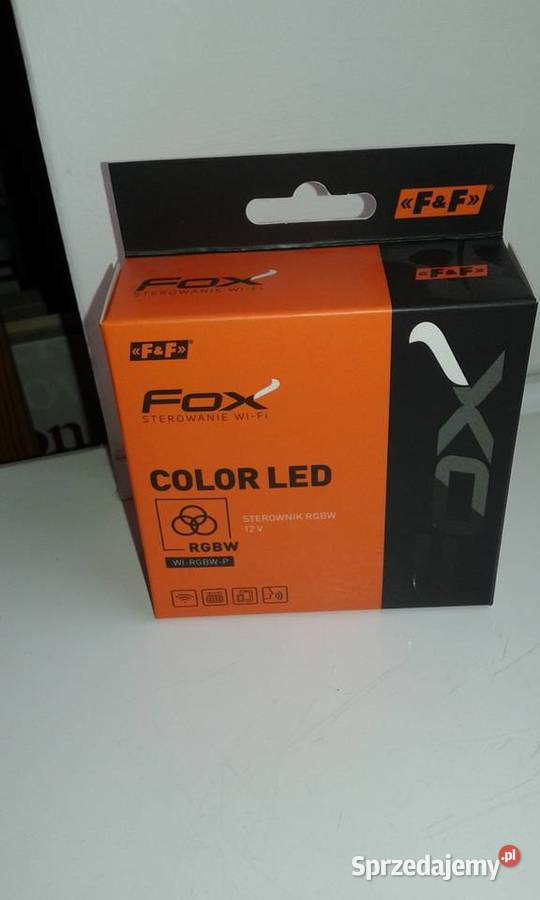 «F&F»®
FOX
STEROWANIE WI-FI
«F&F»
«F&F»®
FOX
STEROWANIE WI-FI
COLOR LED
STEROWNIK RGBW
12 V
RGBW
WI-RGBW-P
FOX
Sprzedajemy.pl